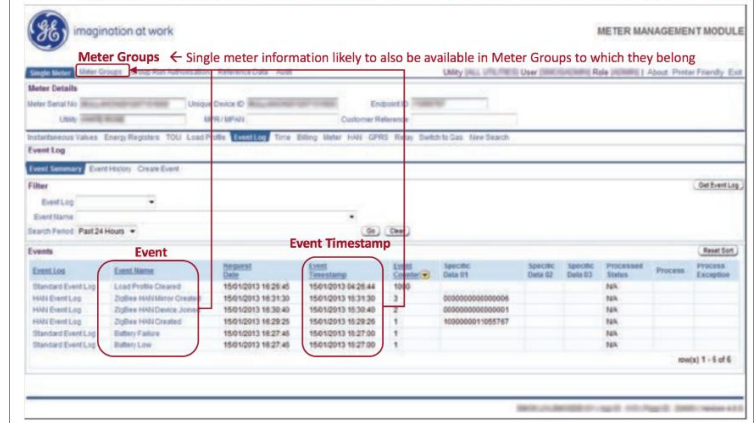 imagination at work
METER MANAGEMENT MODULE
Meter Groups ← Single meter information likely to also be available in Meter Groups to which they belong
Single Meter Meter Groups Group Run Authorisation Reference Data Audit Utility User Role About Printer Friendly Exit
Meter Details
Meter Serial No Unique Device ID Endpoint ID
Utility MPR / MPAN Customer Reference
Instantaneous Values Energy Registers TOU Load Profile Event Log Time Billing Meter HAN GPRS Relay Switch to Gas New Search
Event Log
Event Summary Event History Create Event
Filter Get Event Log
Event Log
Event Name
Search Period Past 24 Hours Go Clear
Event Timestamp
Events Event Reset Sort
Event Log Event Name Request Date Event Timestamp Event Counter Specific Data 01 Specific Data 02 Specific Data 03 Processed Status Process Process Exception
Standard Event Log Load Profile Cleared 15/01/2013 16:26:45 15/01/2013 04:26:44 1000 N/A
HAN Event Log ZigBee HAN Mirror Created 15/01/2013 16:31:30 15/01/2013 15:31:30 3 0000000000000006 N/A
HAN Event Log ZigBee HAN Device Joined 15/01/2013 16:30:40 15/01/2013 15:30:40 2 0000000000000001 N/A
HAN Event Log ZigBee HAN Created 15/01/2013 16:29:25 15/01/2013 15:29:25 1 N/A
Standard Event Log Battery Failure 15/01/2013 16:27:45 15/01/2013 15:27:00 1 N/A
Standard Event Log Battery Low 15/01/2013 16:27:45 15/01/2013 15:27:00 1 N/A
row(s) 1 - 6 of 6